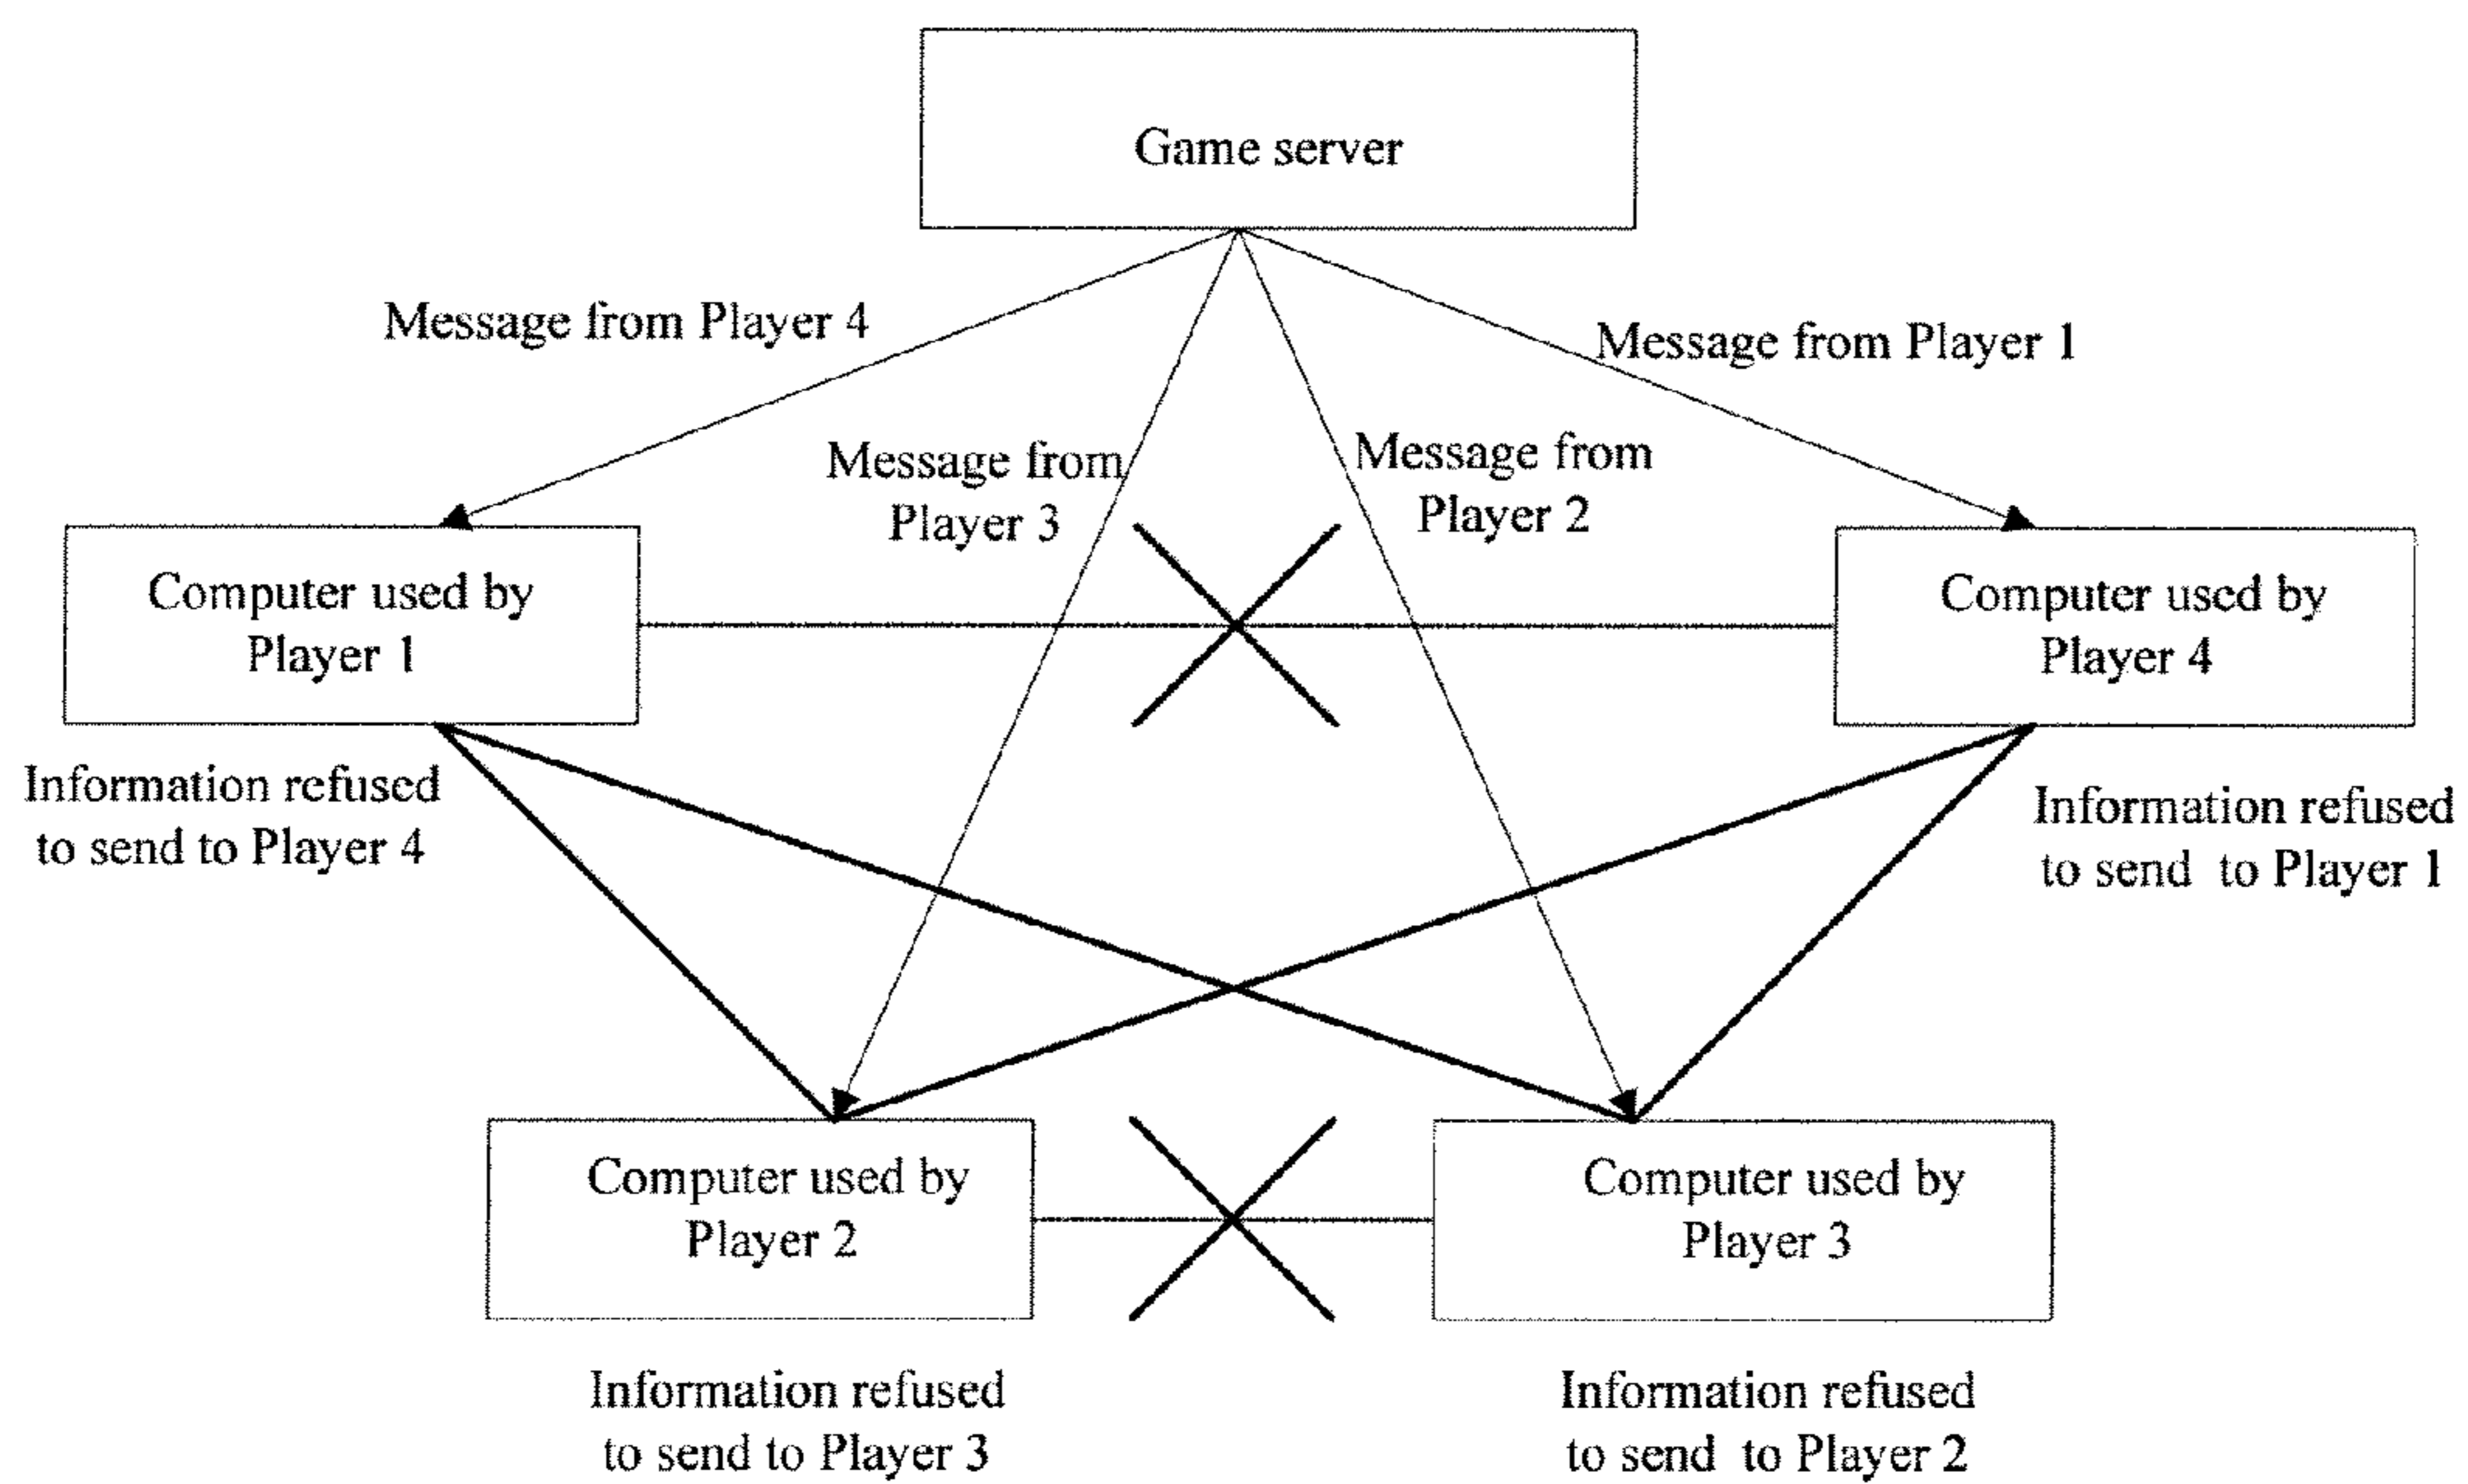 Game server
Message from Player 4
Message from Player 1
Message from
Player 3
Message from
Player 2
Computer used by
Player 1
Computer used by
Player 4
Information refused
to send to Player 4
Information refused
to send to Player 1
Computer used by
Player 2
Computer used by
Player 3
Information refused
to send to Player 3
Information refused
to send to Player 2